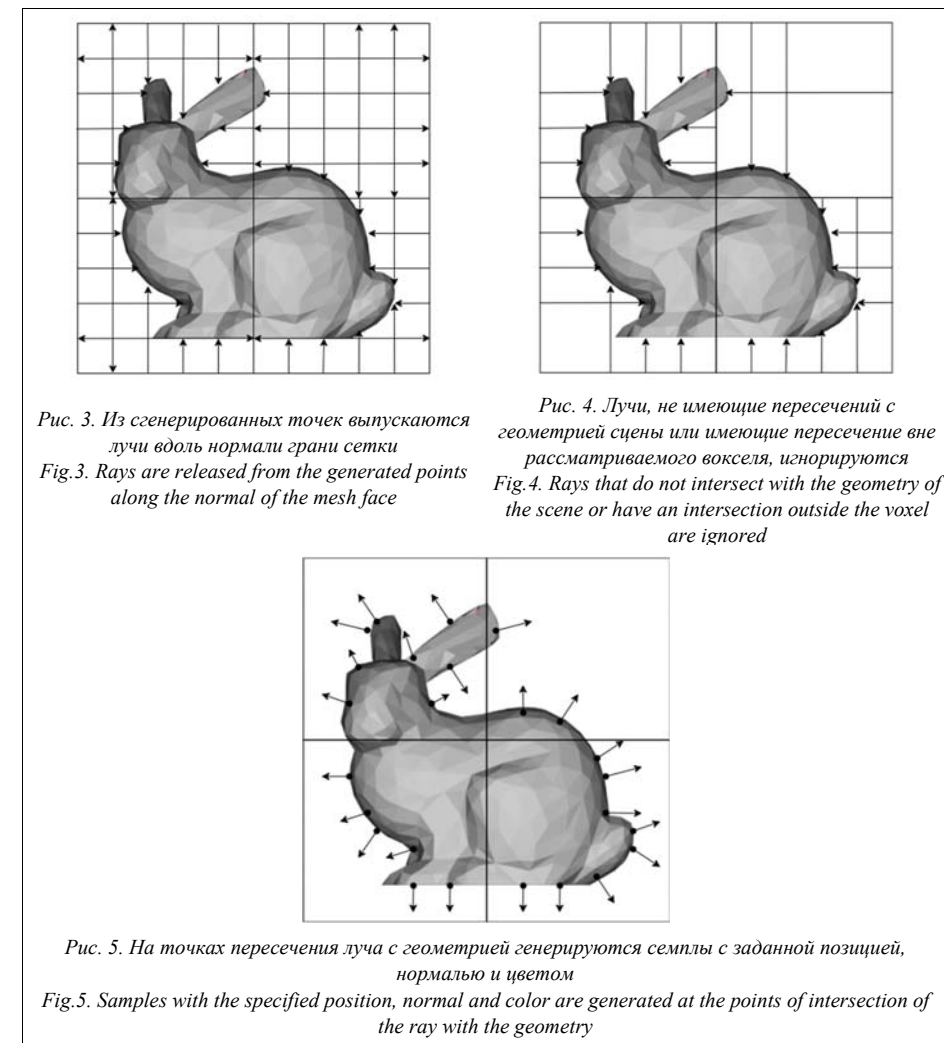 Рис. 3. Из сгенерированных точек выпускаются
лучи вдоль нормали грани сетки
Fig.3. Rays are released from the generated points
along the normal of the mesh face
Рис. 4. Лучи, не имеющие пересечений с
геометрией сцены или имеющие пересечение вне
рассматриваемого вокселя, игнорируются
Fig.4. Rays that do not intersect with the geometry of
the scene or have an intersection outside the voxel
are ignored
Рис. 5. На точках пересечения луча с геометрией генерируются семплы с заданной позицией,
нормалью и цветом
Fig.5. Samples with the specified position, normal and color are generated at the points of intersection of
the ray with the geometry